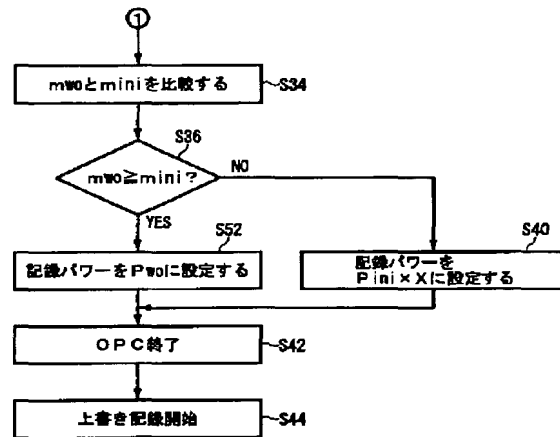 ①
mwoとminiを比較する
S34
S36
mwo≧mini？
NO
YES
S52
S40
記録パワーをPwoに設定する
記録パワーを
Pini×Xに設定する
OPC終了
S42
上書き記録開始
S44